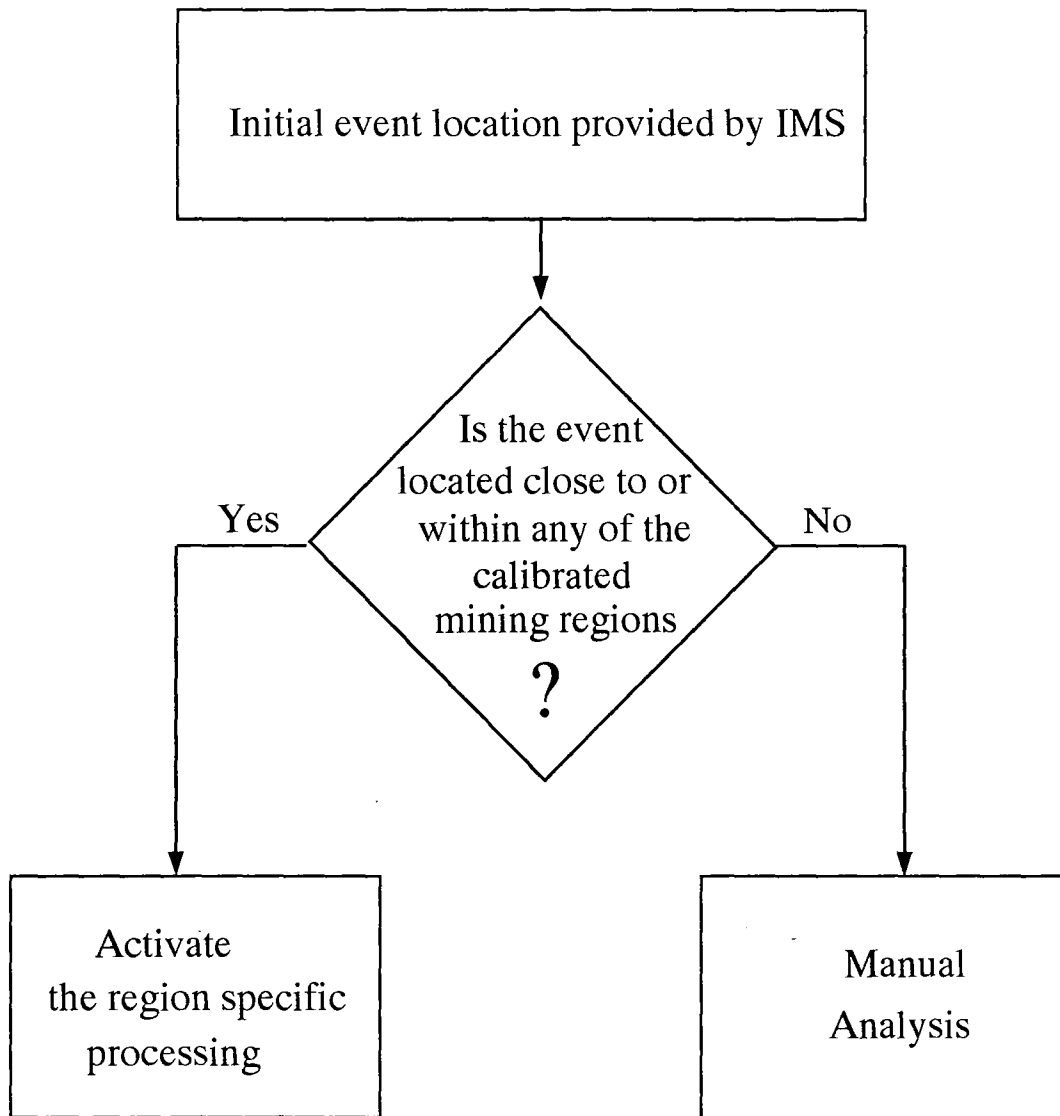 Initial event location provided by IMS
Is the event
located close to or
within any of the
calibrated
mining regions
?
Yes
No
Activate
the region specific
processing
Manual
Analysis